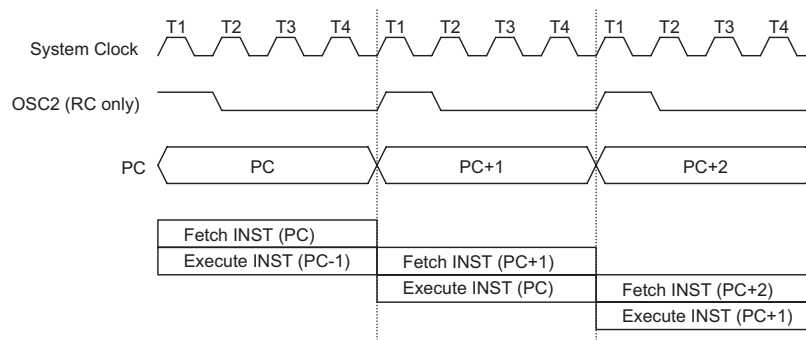 T1 T2 T3 T4 T1 T2 T3 T4 T1 T2 T3 T4
System Clock
OSC2 (RC only)
PC PC PC+1 PC+2
Fetch INST (PC)
Execute INST (PC-1) Fetch INST (PC+1)
Execute INST (PC) Fetch INST (PC+2)
Execute INST (PC+1)